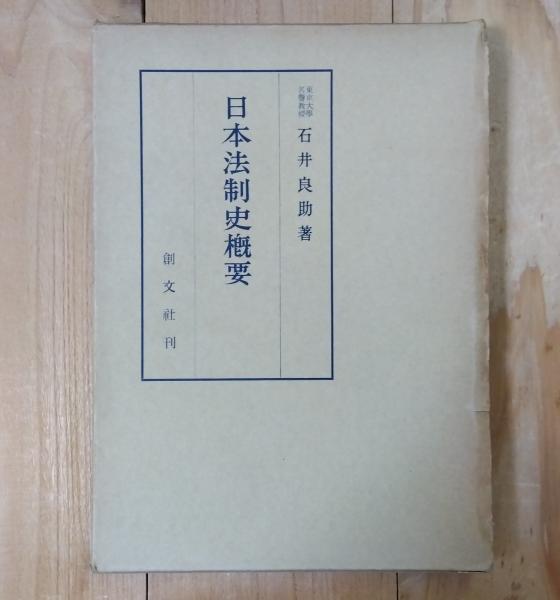 東京大學
名譽教授
石井良助著
日本法制史概要
創文社刊